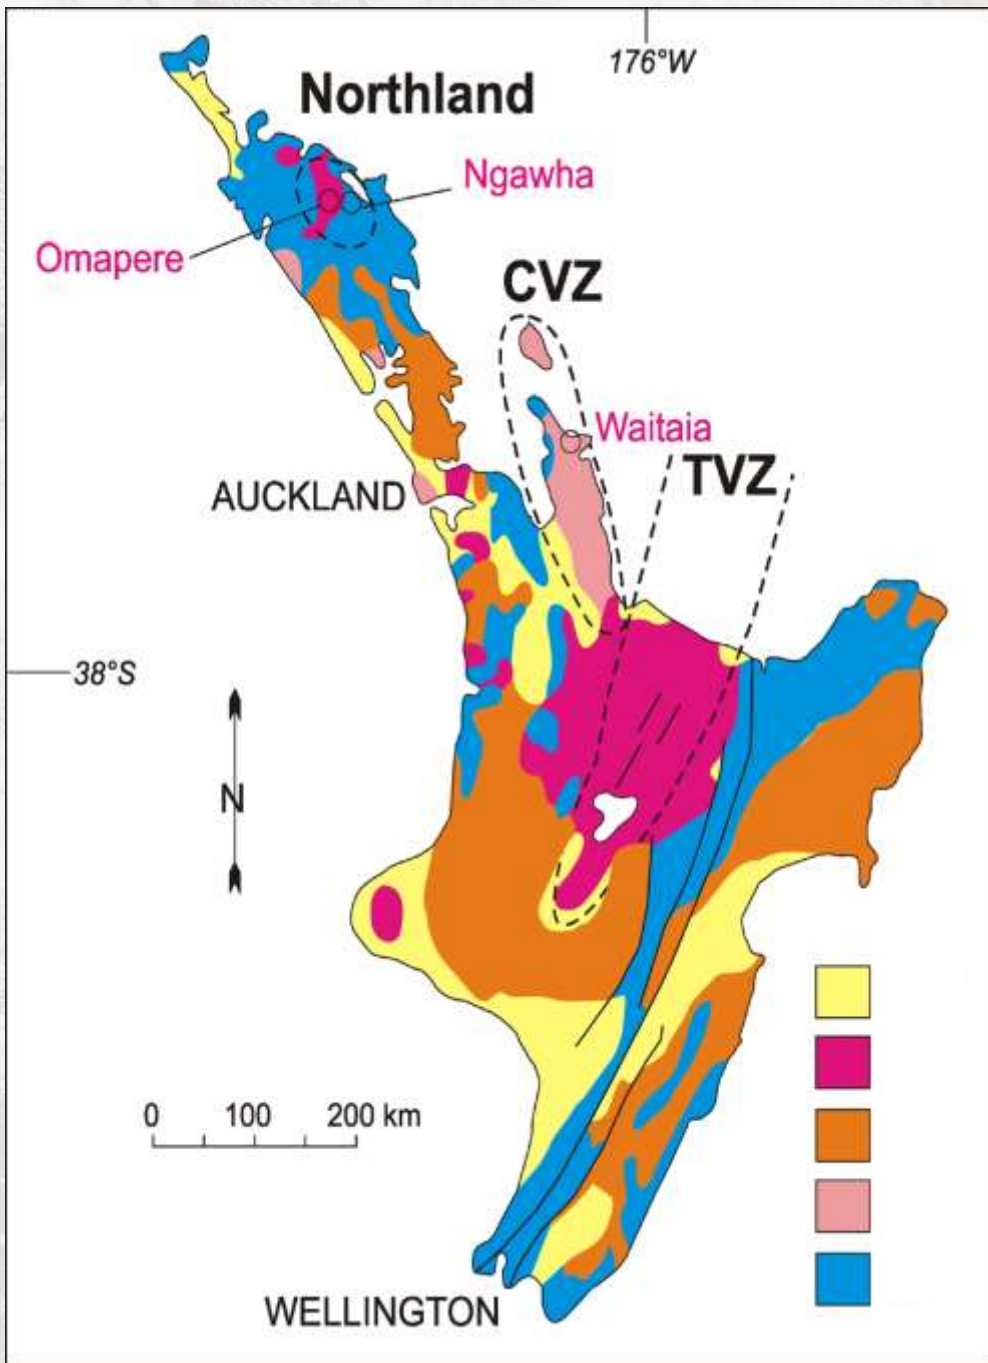 176°W
Northland
Ngawha
Omapere
CVZ
Waitaia
TVZ
AUCKLAND
38°S
N
0 100 200 km
WELLINGTON